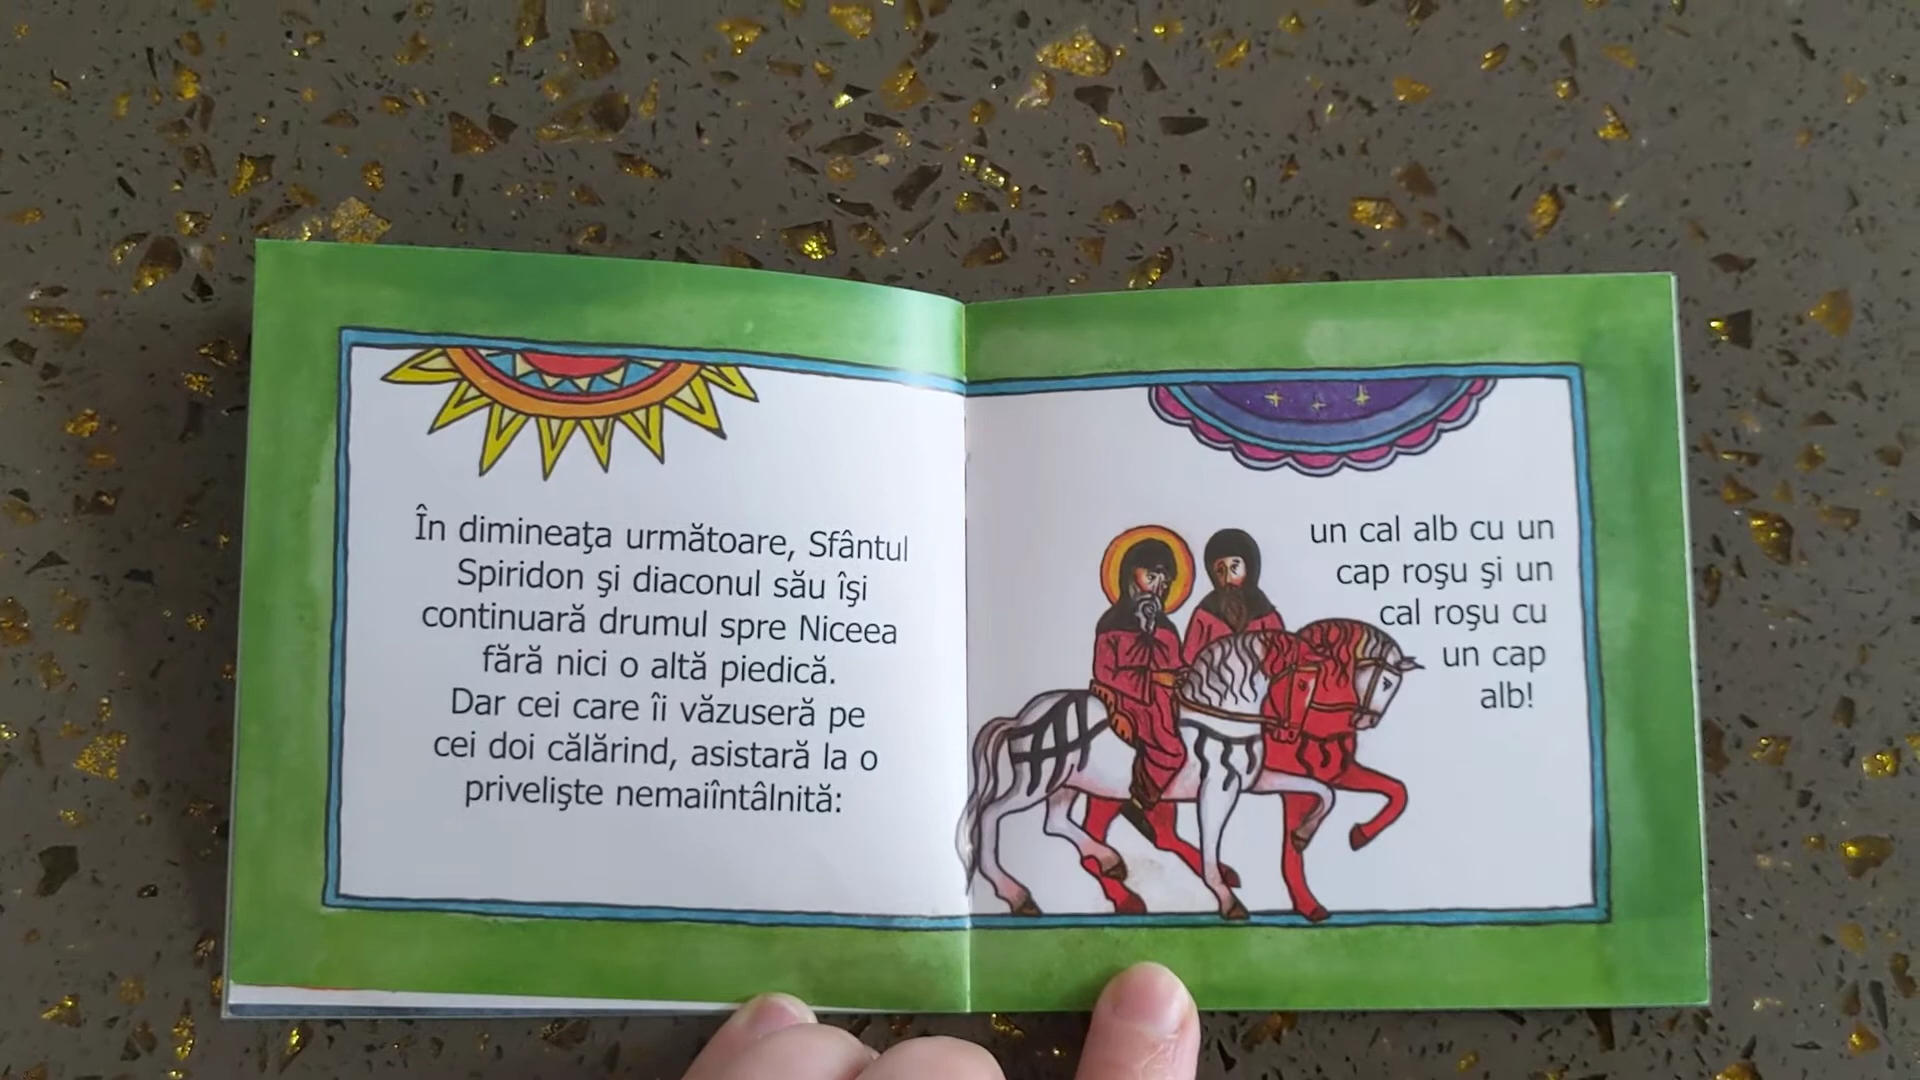 În dimineaţa următoare, Sfântul
Spiridon şi diaconul său îşi
continuară drumul spre Niceea
fără nici o altă piedică.
Dar cei care îi văzuseră pe
cei doi călărind, asistară la o
privelişte nemaiîntâlnită:
un cal alb cu un
cap roşu şi un
cal roşu cu
un cap
alb!